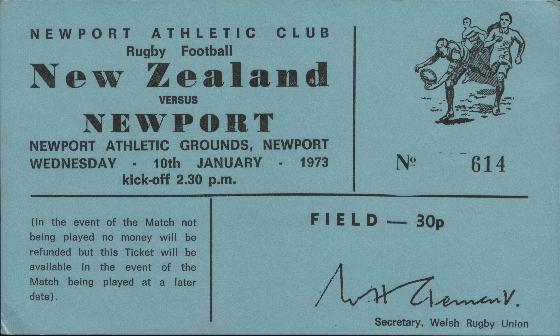 NEWPORT ATHLETIC CLUB
Rugby Football
New Zealand
VERSUS
NEWPORT
NEWPORT ATHLETIC GROUNDS, NEWPORT
WEDNESDAY - 10th JANUARY - 1973
kick-off 2.30 p.m.
Nº 614
(In the event of the Match not
being played no money will be
refunded but this Ticket will be
available in the event of the
Match being played at a later
date).
FIELD — 30p
Secretary, Welsh Rugby Union